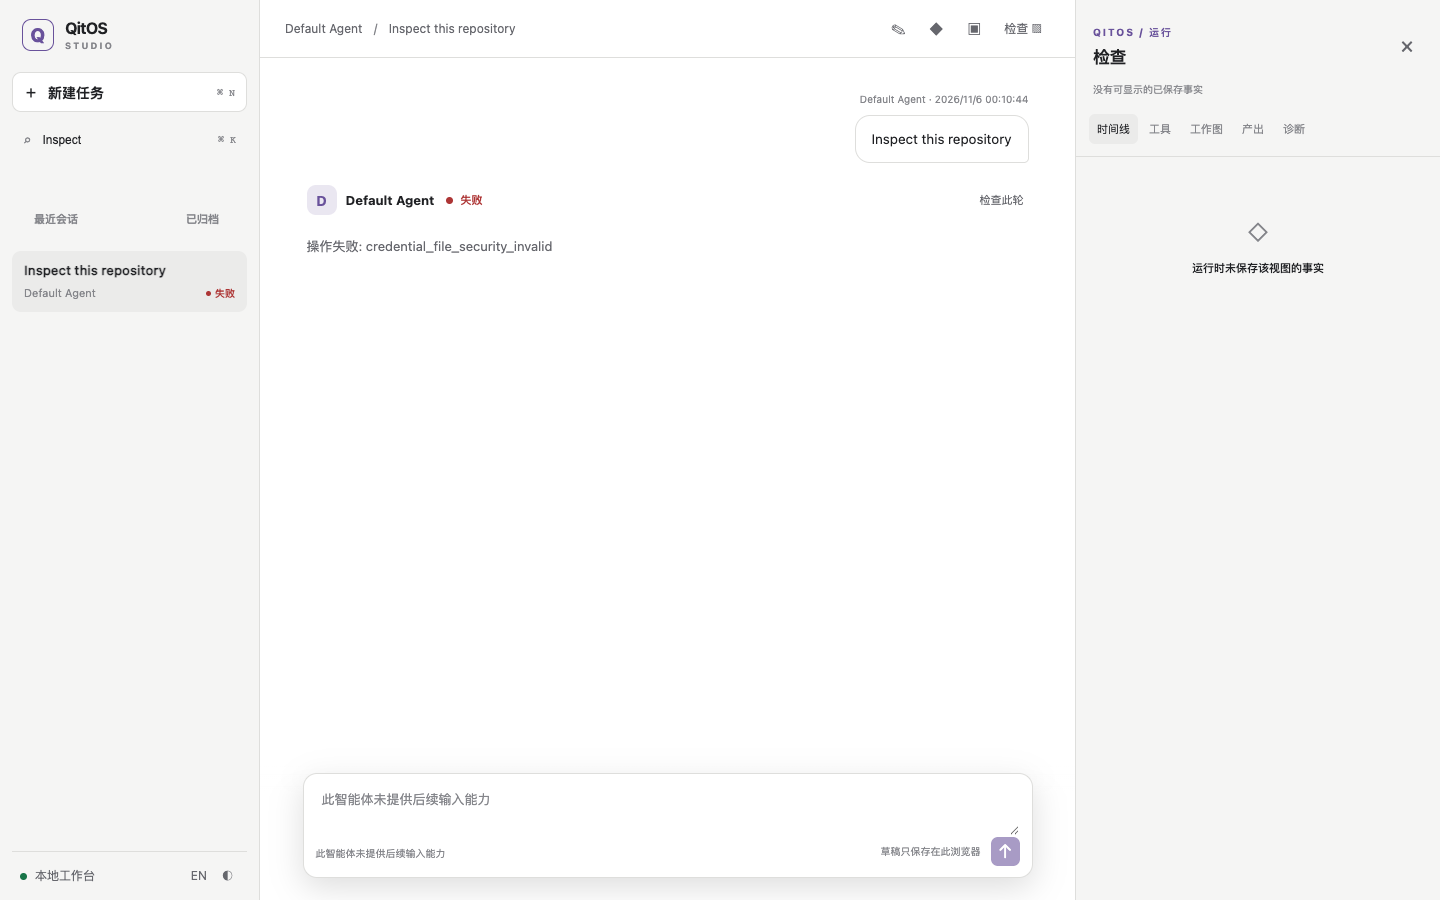 Q
QitOS
STUDIO
+ 新建任务 ⌘ N
Inspect ⌘ K
最近会话 已归档
Inspect this repository
Default Agent 失败
本地工作台 EN
Default Agent / Inspect this repository 检查
Default Agent · 2026/11/6 00:10:44
Inspect this repository
D Default Agent 失败 检查此轮
操作失败: credential_file_security_invalid
此智能体未提供后续输入能力
此智能体未提供后续输入能力 草稿只保存在此浏览器
QITOS / 运行
检查
没有可显示的已保存事实
时间线 工具 工作图 产出 诊断
运行时未保存该视图的事实